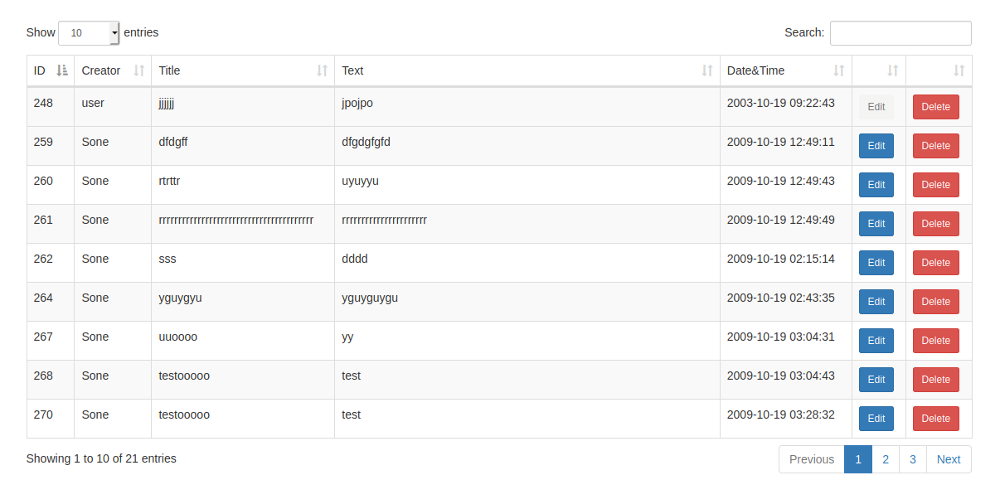 Show 10 entries Search:
ID Creator Title Text Date&Time
248 user jjjjjj jpojpo 2003-10-19 09:22:43 Edit Delete
259 Sone dfdgff dfgdgfgfd 2009-10-19 12:49:11 Edit Delete
260 Sone rtrttr uyuyyu 2009-10-19 12:49:43 Edit Delete
261 Sone 2009-10-19 12:49:49 Edit Delete
262 Sone sss dddd 2009-10-19 02:15:14 Edit Delete
264 Sone yguygyu yguyguygu 2009-10-19 02:43:35 Edit Delete
267 Sone uuoooo yy 2009-10-19 03:04:31 Edit Delete
268 Sone testooooo test 2009-10-19 03:04:43 Edit Delete
270 Sone testooooo test 2009-10-19 03:28:32 Edit Delete
Showing 1 to 10 of 21 entries Previous 1 2 3 Next